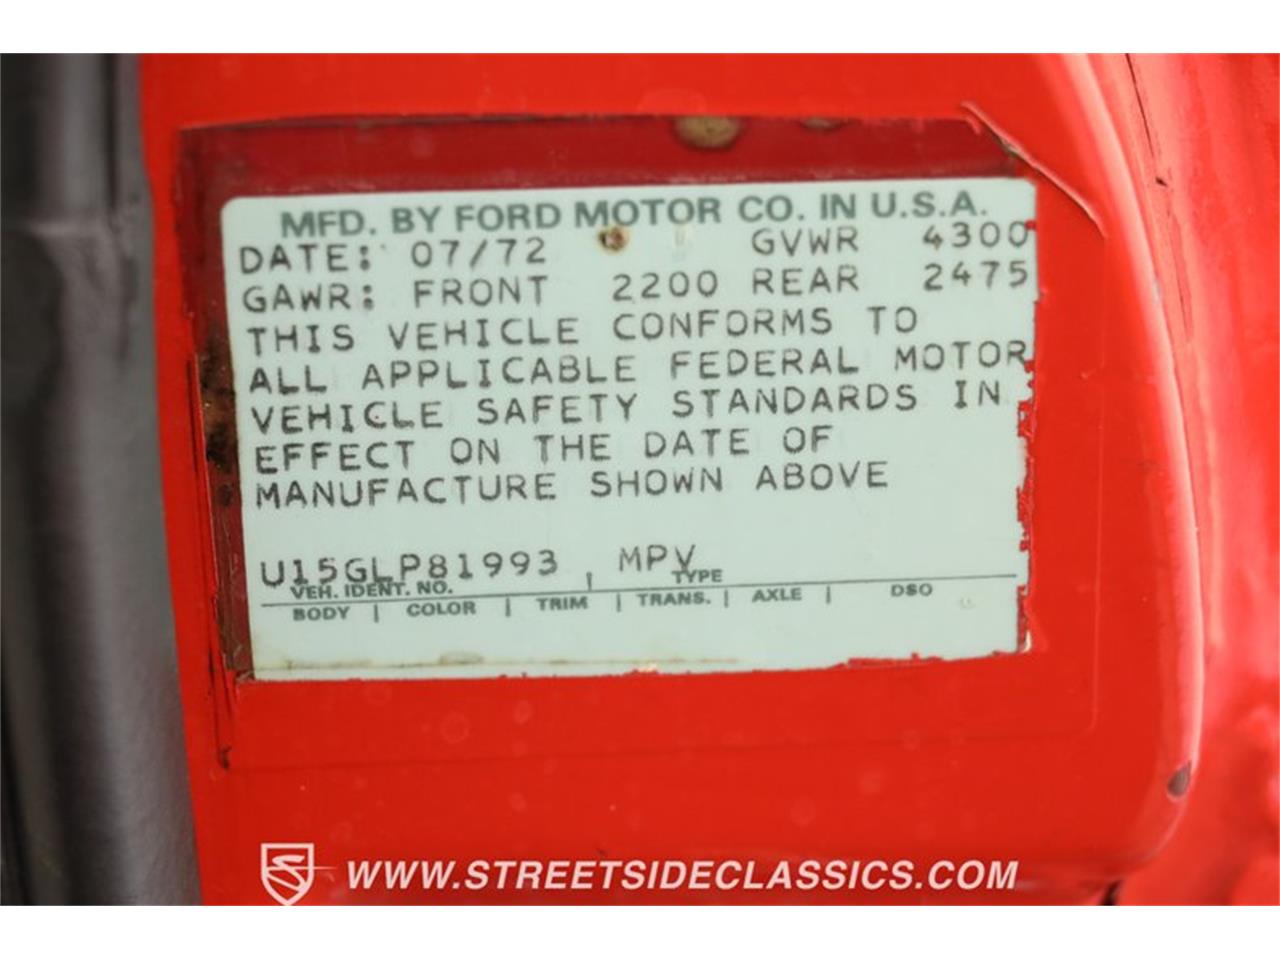 MFD. BY FORD MOTOR CO. IN U.S.A.
DATE: 07/72 GVWR 4300
GAWR: FRONT 2200 REAR 2475
THIS VEHICLE CONFORMS TO
ALL APPLICABLE FEDERAL MOTOR
VEHICLE SAFETY STANDARDS IN
EFFECT ON THE DATE OF
MANUFACTURE SHOWN ABOVE
U15GLP81993 MPV
VEH. IDENT. NO. | TYPE
BODY | COLOR | TRIM | TRANS. | AXLE | DSO
WWW.STREETSIDECLASSICS.COM